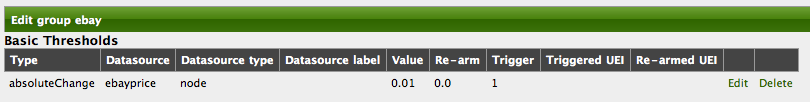 Edit group ebay
Basic Thresholds
Type Datasource Datasource type Datasource label Value Re-arm Trigger Triggered UEI Re-armed UEI
absoluteChange ebayprice node 0.01 0.0 1 Edit Delete